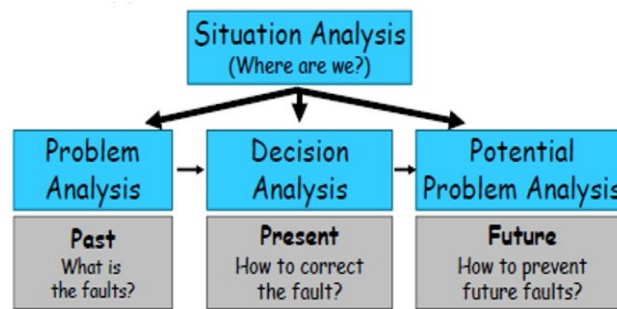 Situation Analysis
(Where are we?)
Problem
Analysis
Decision
Analysis
Potential
Problem Analysis
Past
What is
the faults?
Present
How to correct
the fault?
Future
How to prevent
future faults?